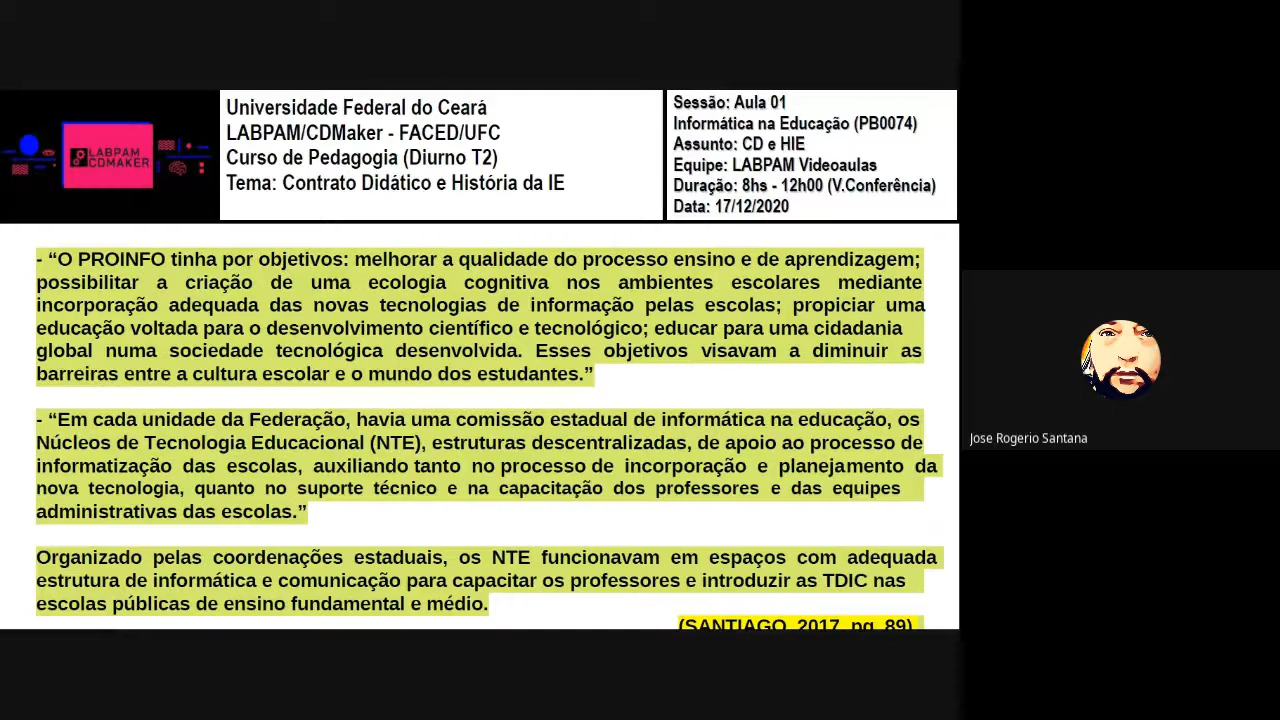 LABPAM
CDMAKER
Universidade Federal do Ceará
LABPAM/CDMaker - FACED/UFC
Curso de Pedagogia (Diurno T2)
Tema: Contrato Didático e História da IE
Sessão: Aula 01
Informática na Educação (PB0074)
Assunto: CD e HIE
Equipe: LABPAM Videoaulas
Duração: 8hs - 12h00 (V.Conferência)
Data: 17/12/2020
- “O PROINFO tinha por objetivos: melhorar a qualidade do processo ensino e de aprendizagem;
possibilitar a criação de uma ecologia cognitiva nos ambientes escolares mediante
incorporação adequada das novas tecnologias de informação pelas escolas; propiciar uma
educação voltada para o desenvolvimento científico e tecnológico; educar para uma cidadania
global numa sociedade tecnológica desenvolvida. Esses objetivos visavam a diminuir as
barreiras entre a cultura escolar e o mundo dos estudantes.”
- “Em cada unidade da Federação, havia uma comissão estadual de informática na educação, os
Núcleos de Tecnologia Educacional (NTE), estruturas descentralizadas, de apoio ao processo de
informatização das escolas, auxiliando tanto no processo de incorporação e planejamento da
nova tecnologia, quanto no suporte técnico e na capacitação dos professores e das equipes
administrativas das escolas.”
Organizado pelas coordenações estaduais, os NTE funcionavam em espaços com adequada
estrutura de informática e comunicação para capacitar os professores e introduzir as TDIC nas
escolas públicas de ensino fundamental e médio.
(SANTIAGO, 2017, pg. 89)
Jose Rogerio Santana